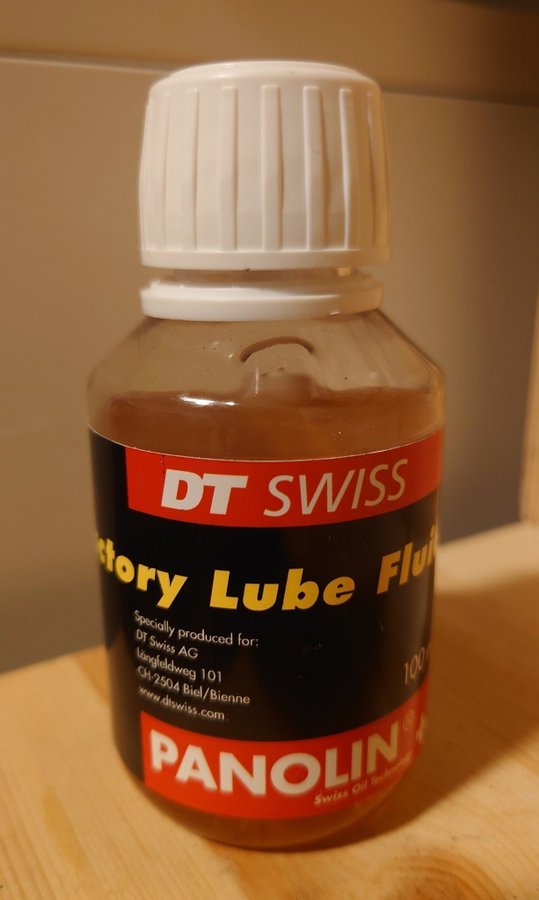 DT SWISS
ctory Lube Flui
Specially produced for:
DT Swiss AG
Längfeldweg 101
CH-2504 Biel/Bienne
www.dtswiss.com
100
PANOLIN® +
Swiss Oil Technology